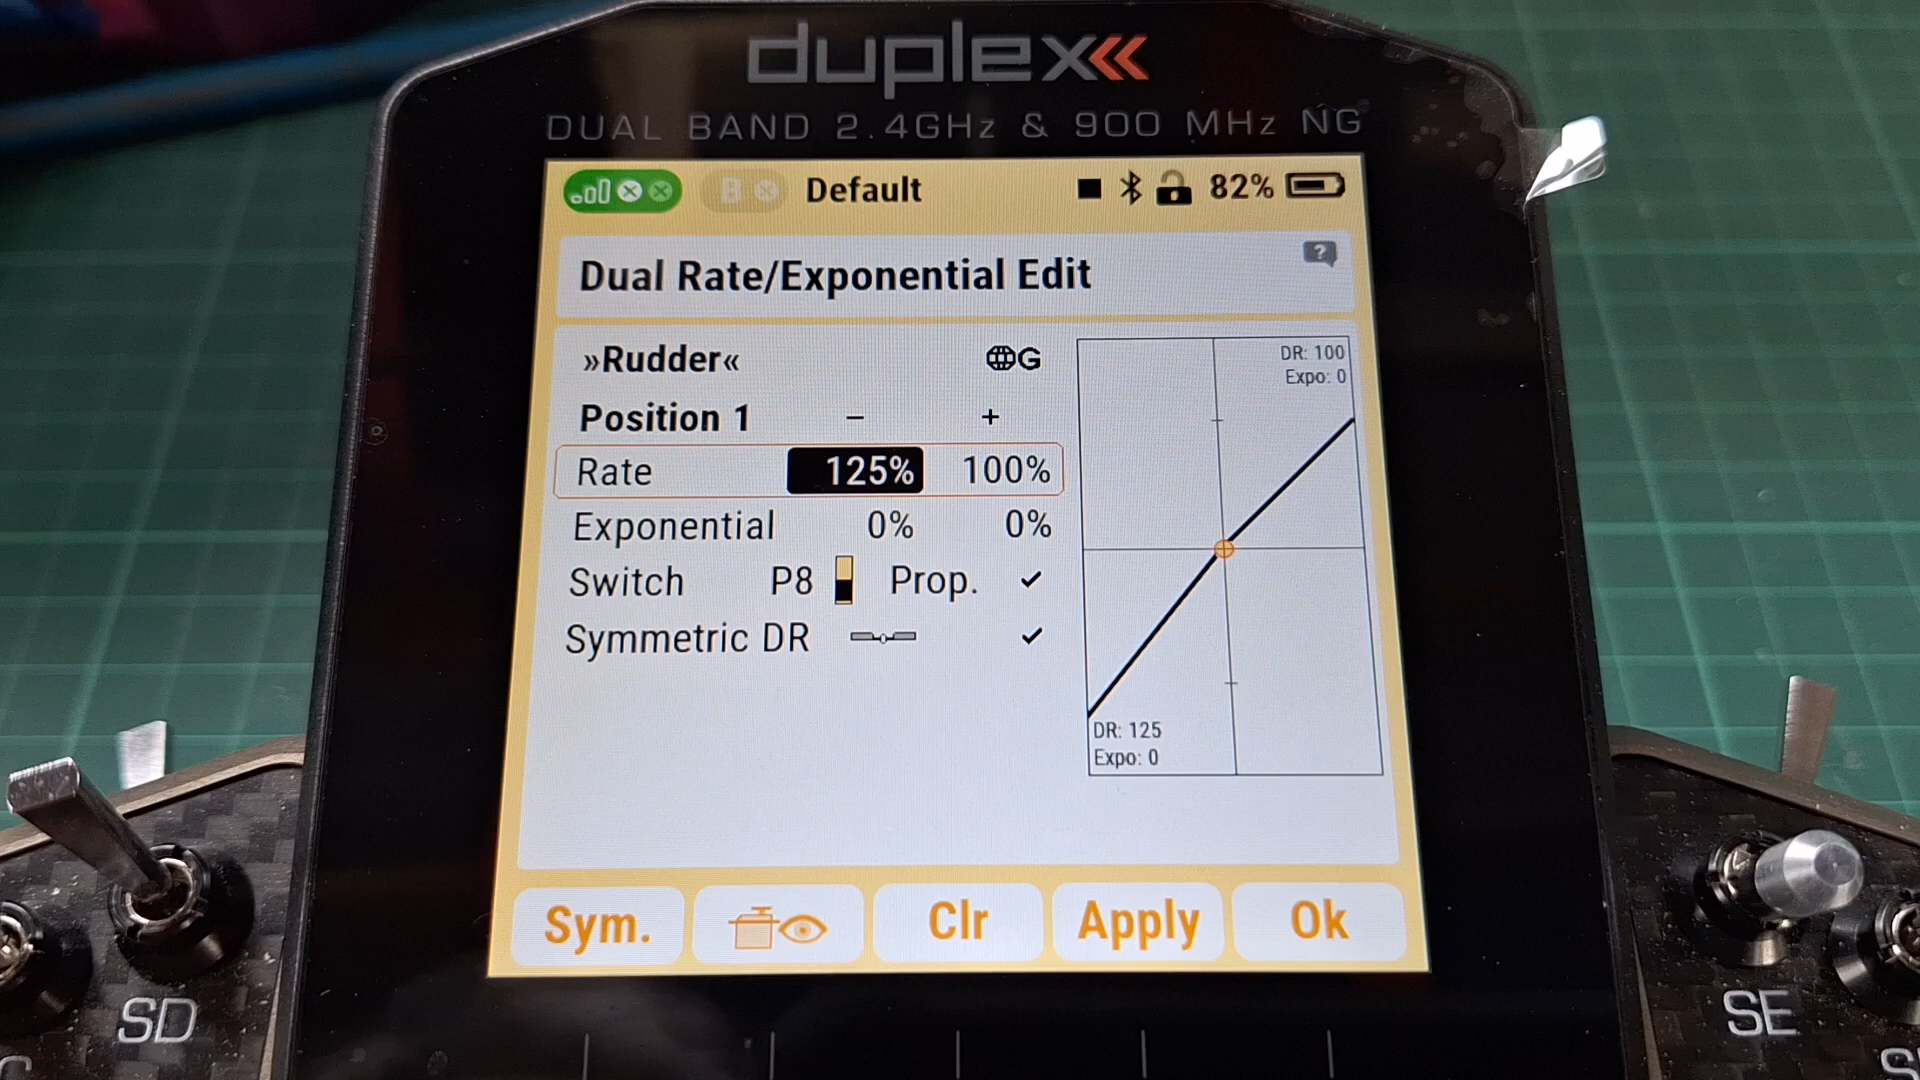 duplex
DUAL BAND 2.4GHz & 900 MHz NG
B Default 82%
Dual Rate/Exponential Edit ?
»Rudder« G
Position 1 – +
Rate 125% 100%
Exponential 0% 0%
Switch P8 Prop. ✓
Symmetric DR ✓
DR: 100
Expo: 0
DR: 125
Expo: 0
Sym. Clr Apply Ok
SD
SE